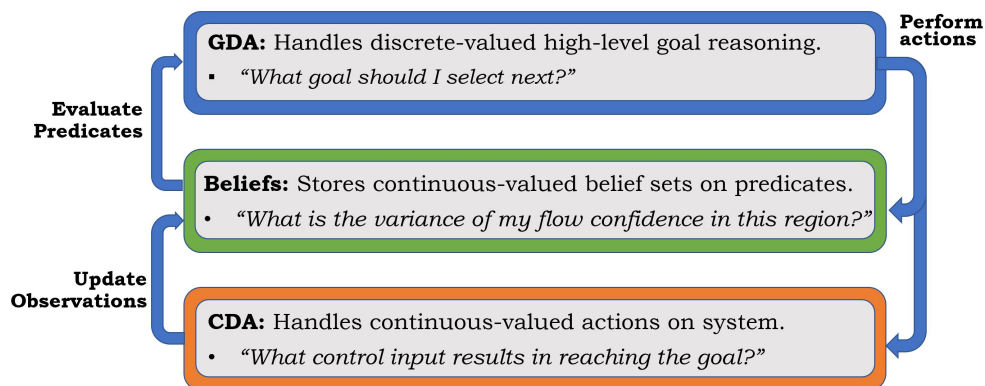 Perform
actions
GDA: Handles discrete-valued high-level goal reasoning.
▪ “What goal should I select next?”
Evaluate
Predicates
Beliefs: Stores continuous-valued belief sets on predicates.
• “What is the variance of my flow confidence in this region?”
Update
Observations
CDA: Handles continuous-valued actions on system.
• “What control input results in reaching the goal?”